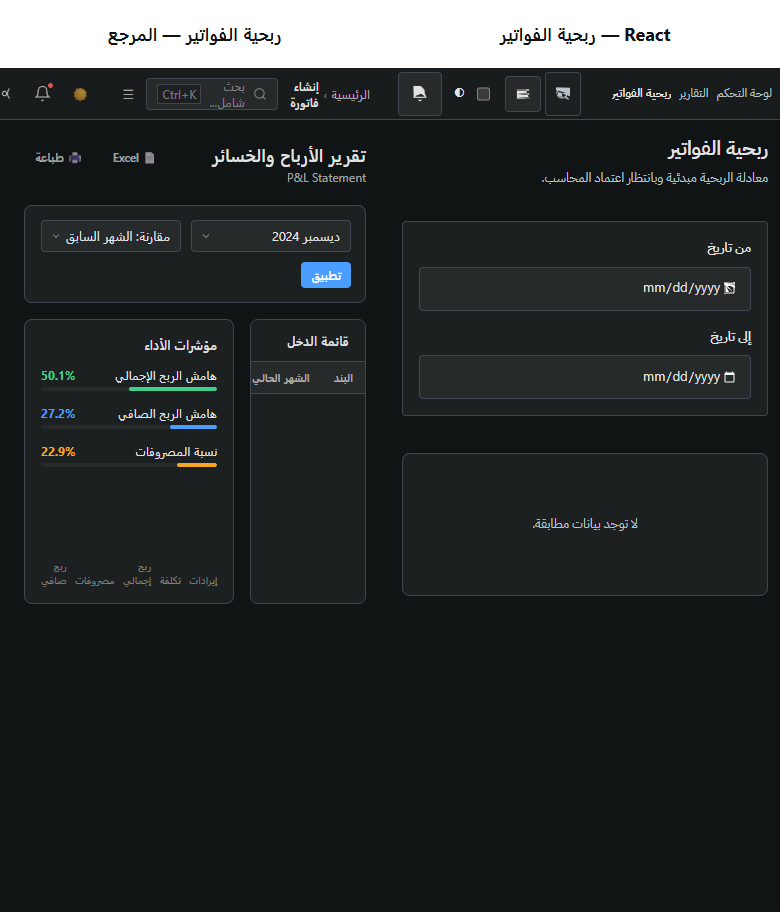 ربحية الفواتير — React
ربحية الفواتير — المرجع
لوحة التحكم التقارير ربحية الفواتير
ربحية الفواتير
معادلة الربحية مبدئية وبانتظار اعتماد المحاسب.
من تاريخ
mm/dd/yyyy
إلى تاريخ
mm/dd/yyyy
لا توجد بيانات مطابقة.
الرئيسية › إنشاء فاتورة
بحث شامل... Ctrl+K
تقرير الأرباح والخسائر
P&L Statement
Excel
طباعة
ديسمبر 2024
مقارنة: الشهر السابق
تطبيق
قائمة الدخل
البند الشهر الحالي
مؤشرات الأداء
هامش الربح الإجمالي 50.1%
هامش الربح الصافي 27.2%
نسبة المصروفات 22.9%
إيرادات تكلفة ربح إجمالي مصروفات ربح صافي